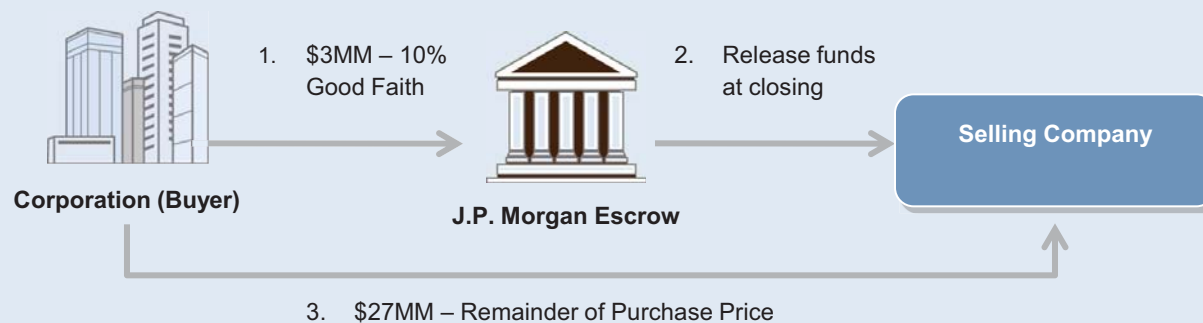 1. $3MM – 10%
Good Faith
2. Release funds
at closing
Selling Company
Corporation (Buyer)
J.P. Morgan Escrow
3. $27MM – Remainder of Purchase Price